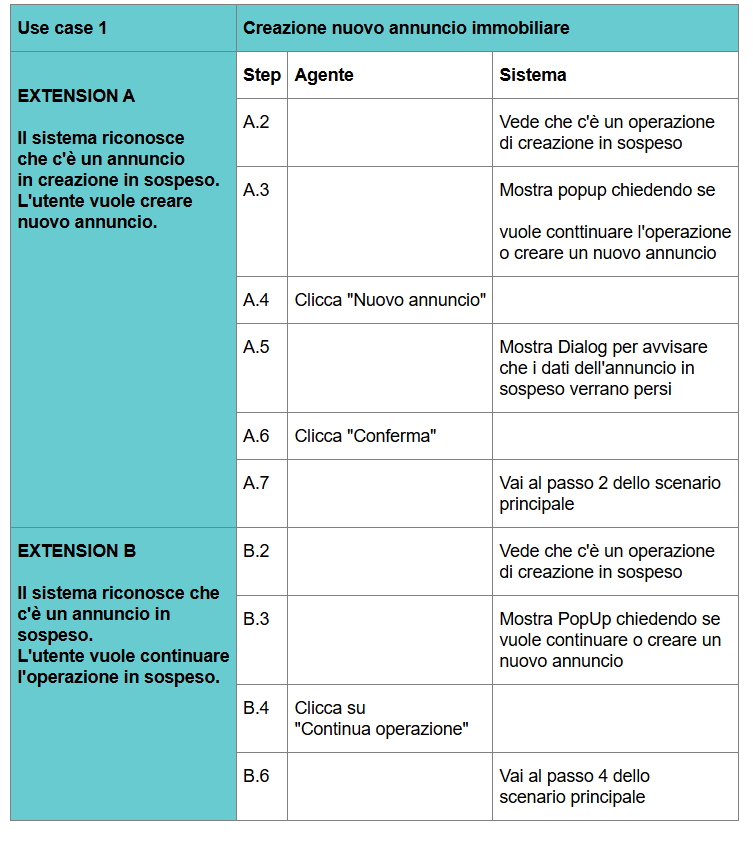 Use case 1
Creazione nuovo annuncio immobiliare
EXTENSION A
Il sistema riconosce
che c'è un annuncio
in creazione in sospeso.
L'utente vuole creare
nuovo annuncio.
Step
Agente
Sistema
A.2
Vede che c'è un operazione
di creazione in sospeso
A.3
Mostra popup chiedendo se
vuole conttinuare l'operazione
o creare un nuovo annuncio
A.4
Clicca "Nuovo annuncio"
A.5
Mostra Dialog per avvisare
che i dati dell'annuncio in
sospeso verrano persi
A.6
Clicca "Conferma"
A.7
Vai al passo 2 dello scenario
principale
EXTENSION B
Il sistema riconosce che
c'è un annuncio in
sospeso.
L'utente vuole continuare
l'operazione in sospeso.
B.2
Vede che c'è un operazione
di creazione in sospeso
B.3
Mostra PopUp chiedendo se
vuole continuare o creare un
nuovo annuncio
B.4
Clicca su
"Continua operazione"
B.6
Vai al passo 4 dello
scenario principale